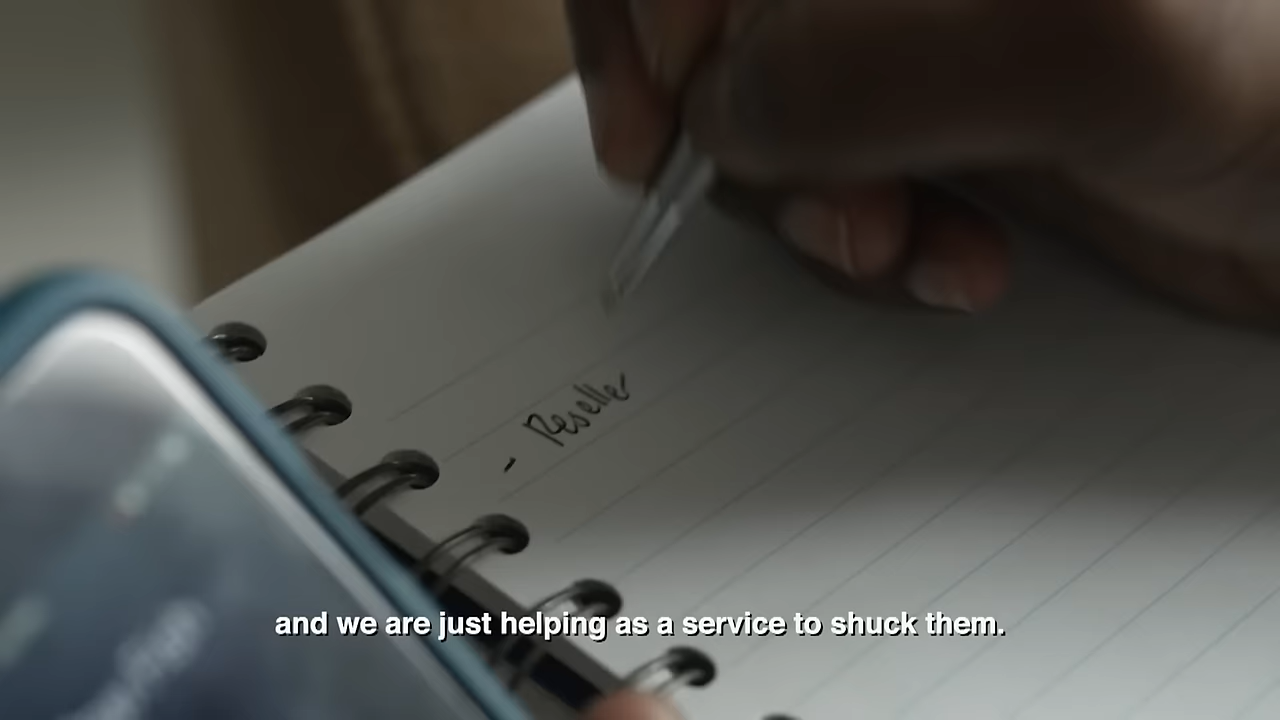 - Reseller
and we are just helping as a service to shuck them.